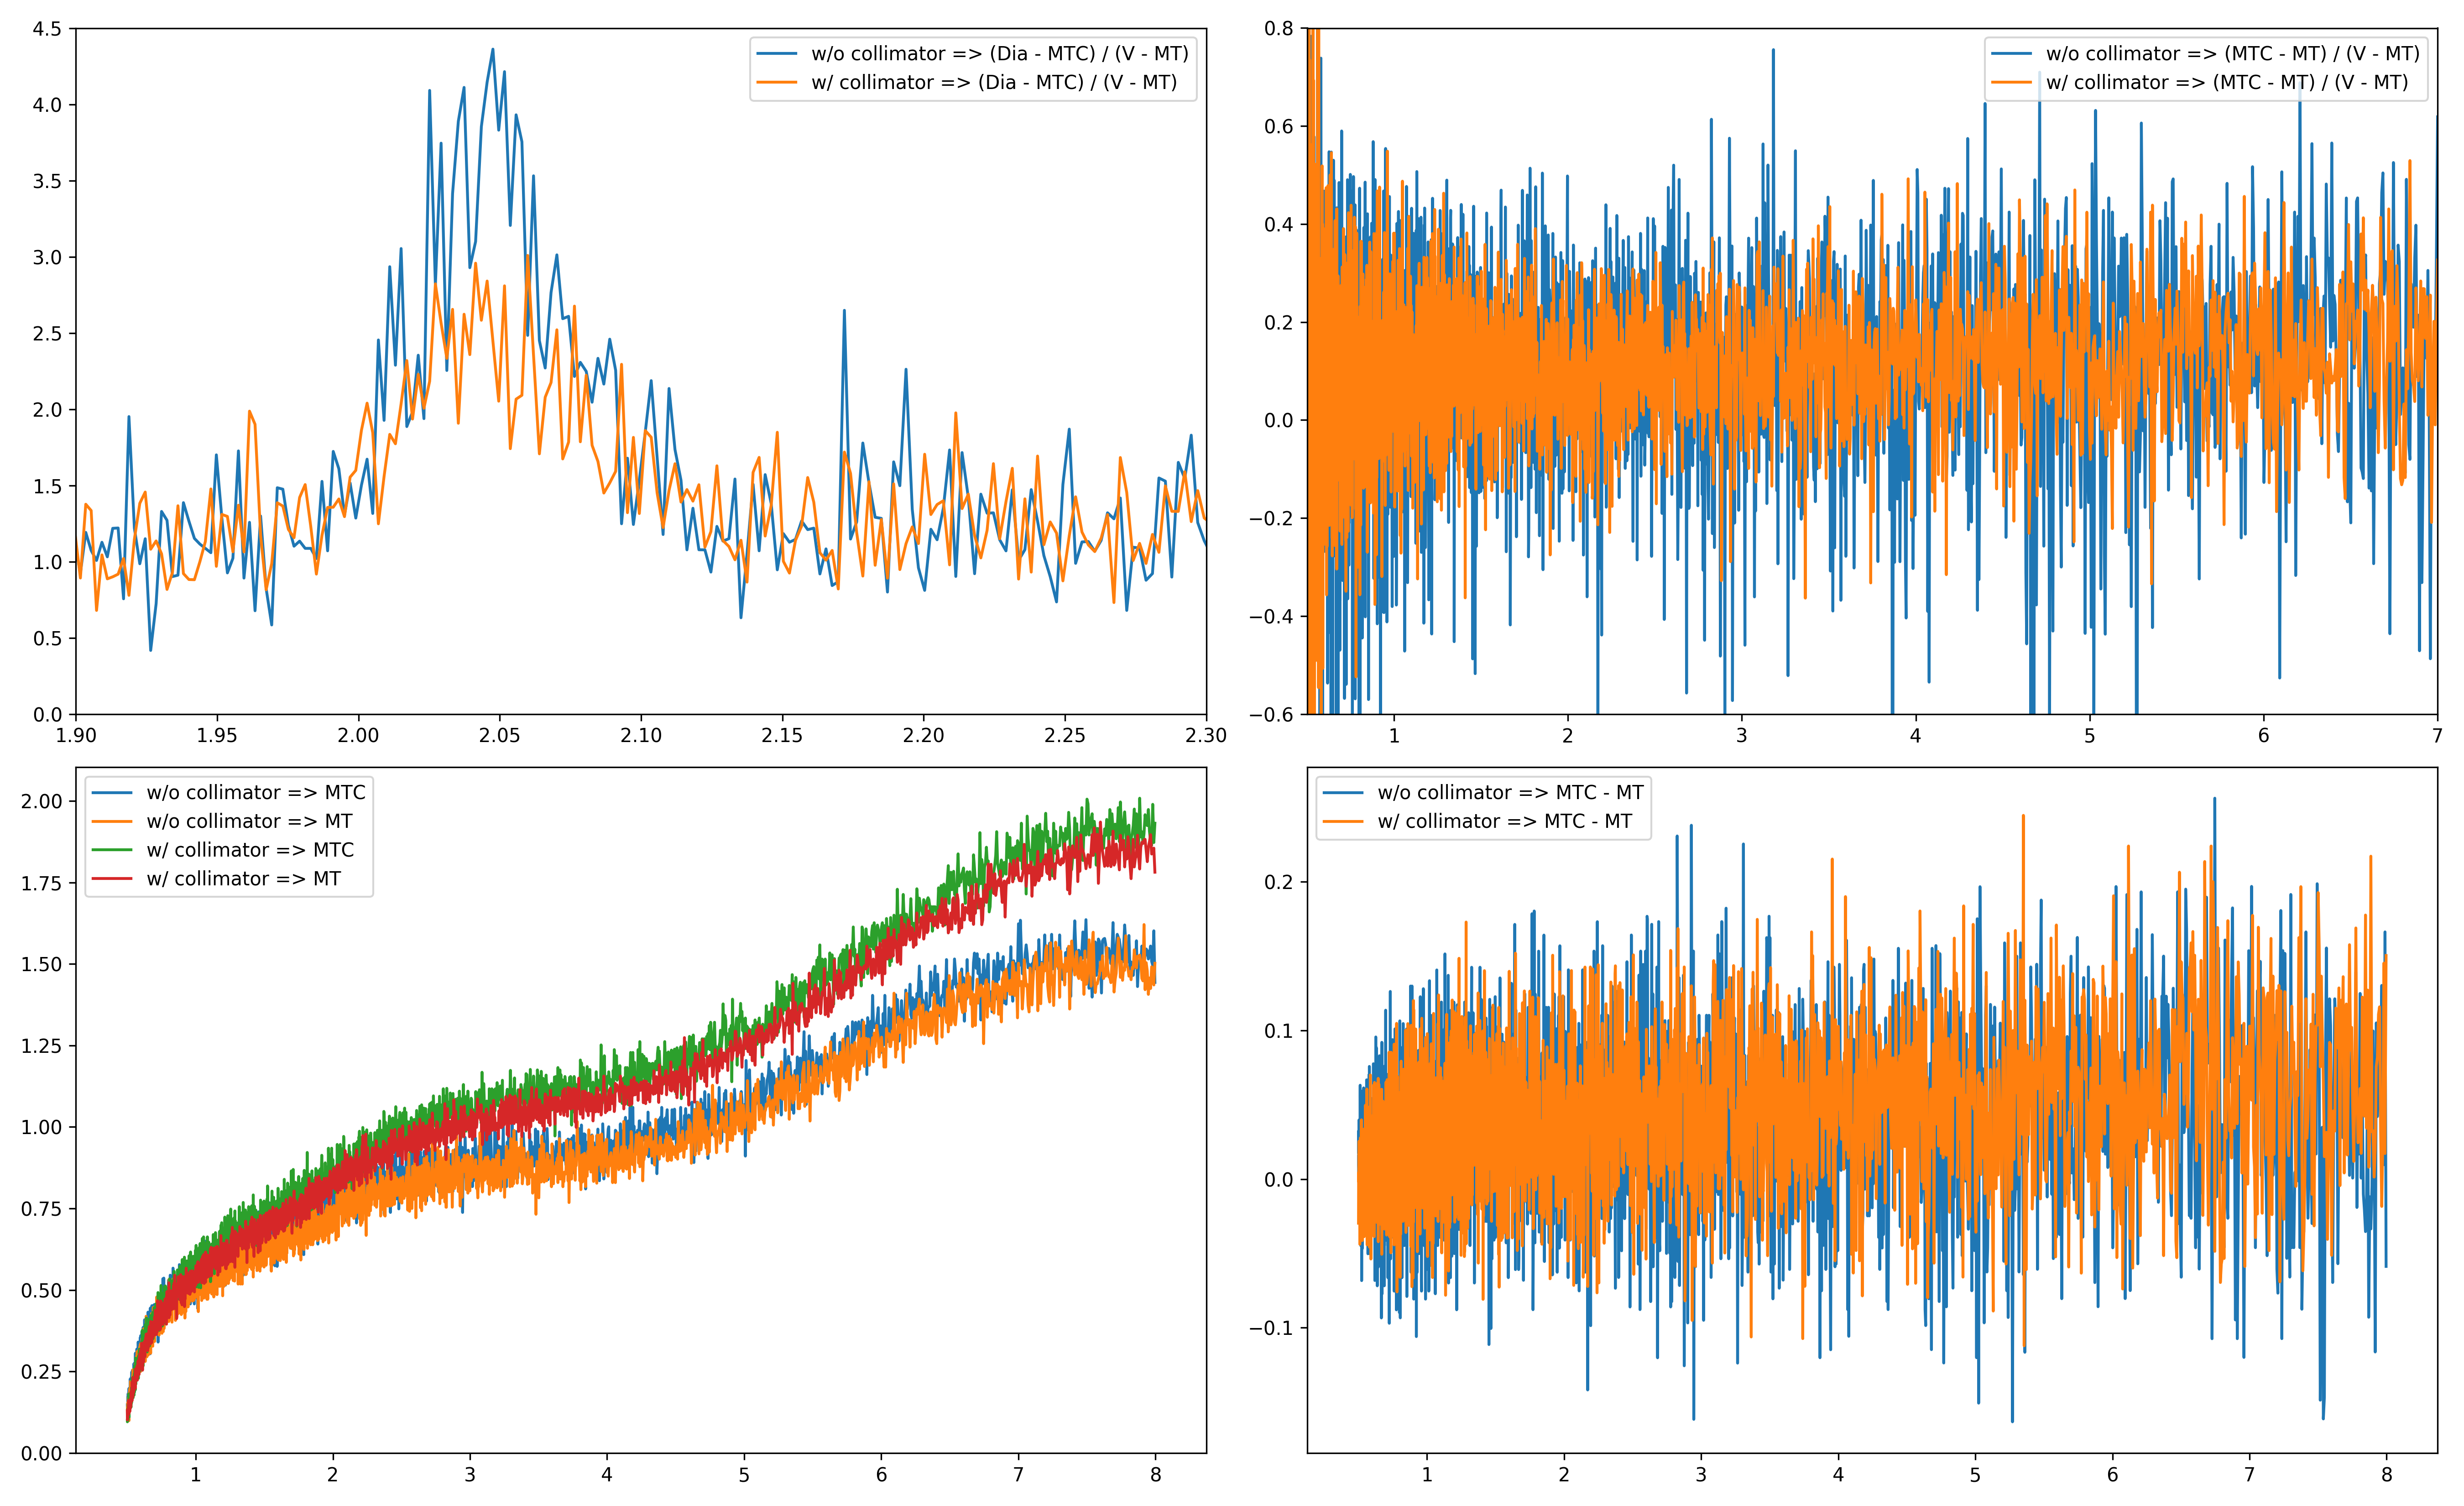 4.5
4.0
3.5
3.0
2.5
2.0
1.5
1.0
0.5
0.0
1.90 1.95 2.00 2.05 2.10 2.15 2.20 2.25 2.30
w/o collimator => (Dia - MTC) / (V - MT)
w/ collimator => (Dia - MTC) / (V - MT)
0.8
0.6
0.4
0.2
0.0
−0.2
−0.4
−0.6
1 2 3 4 5 6 7
w/o collimator => (MTC - MT) / (V - MT)
w/ collimator => (MTC - MT) / (V - MT)
2.00
1.75
1.50
1.25
1.00
0.75
0.50
0.25
0.00
1 2 3 4 5 6 7 8
w/o collimator => MTC
w/o collimator => MT
w/ collimator => MTC
w/ collimator => MT
0.2
0.1
0.0
−0.1
1 2 3 4 5 6 7 8
w/o collimator => MTC - MT
w/ collimator => MTC - MT